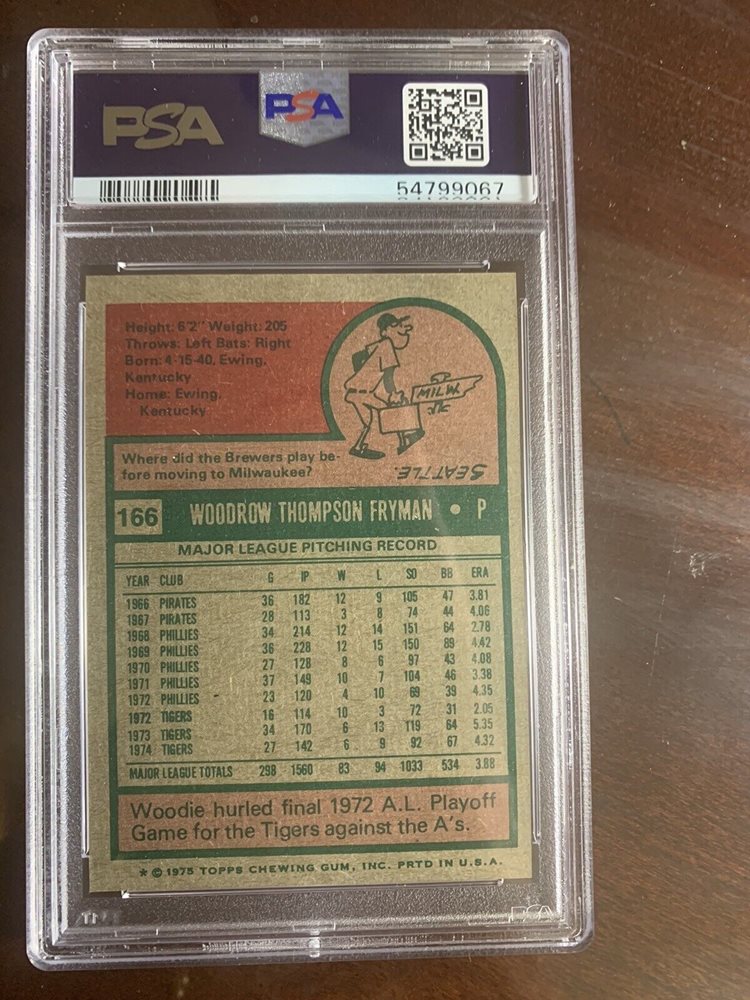 PSA PSA
54799067
Height: 6'2" Weight: 205
Throws: Left Bats: Right
Born: 4-15-40, Ewing,
Kentucky
Home: Ewing,
Kentucky
MILW.
Where did the Brewers play be-
fore moving to Milwaukee?
SEATTLE.
166 WOODROW THOMPSON FRYMAN • P
MAJOR LEAGUE PITCHING RECORD
YEAR CLUB G IP W L SO BB ERA
1966 PIRATES 36 182 12 9 105 47 3.81
1967 PIRATES 28 113 3 8 74 44 4.06
1968 PHILLIES 34 214 12 14 151 64 2.78
1969 PHILLIES 36 228 12 15 150 89 4.42
1970 PHILLIES 27 128 8 6 97 43 4.08
1971 PHILLIES 37 149 10 7 104 46 3.38
1972 PHILLIES 23 120 4 10 69 39 4.35
1972 TIGERS 16 114 10 3 72 31 2.05
1973 TIGERS 34 170 6 13 119 64 5.35
1974 TIGERS 27 142 6 9 92 67 4.32
MAJOR LEAGUE TOTALS 298 1560 83 94 1033 534 3.88
Woodie hurled final 1972 A.L. Playoff
Game for the Tigers against the A's.
* © 1975 TOPPS CHEWING GUM, INC. PRTD IN U.S.A.
PSA